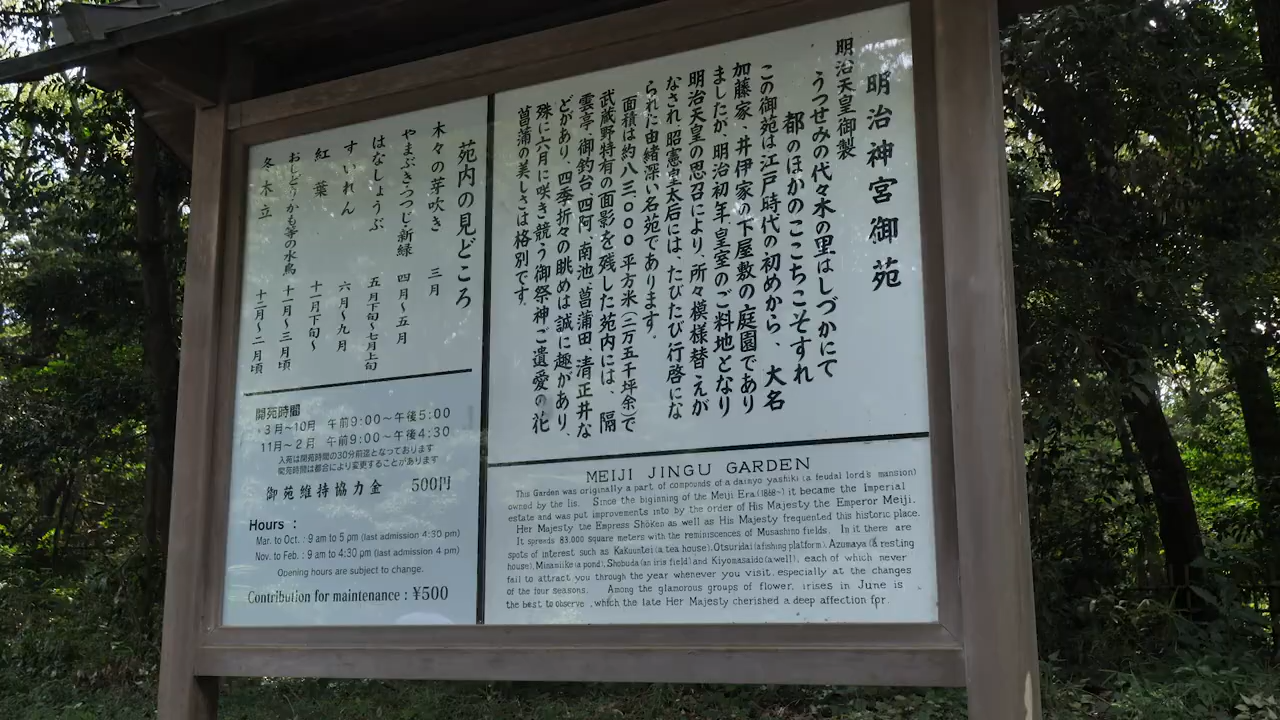 明治神宮御苑
明治天皇御製
うつせみの代々木の里はしづかにて
都のほかのここちこそすれ
この御苑は江戸時代の初めから、大名
加藤家、井伊家の下屋敷の庭園であり
ましたが、明治初年、皇室のご料地となり
明治天皇の思召により、所々模様替えが
なされ、昭憲皇太后には、たびたび行啓にな
られた由緒深い名苑であります。
面積は約八三、〇〇〇平方米(二万五千坪余)で
武蔵野特有の面影を残した苑内には、隔
雲亭、御釣台、四阿、南池、菖蒲田、清正井な
どがあり、四季折々の眺めは誠に趣があり、
殊に六月に咲き競う御祭神ご遺愛の花
菖蒲の美しさは格別です。
苑内の見どころ
木々の芽吹き 三月
やまぶき・つつじ・新緑 四月〜五月
はなしょうぶ 五月下旬〜七月上旬
すいれん 六月〜九月
紅葉 十一月下旬〜
おしどり・かも等の水鳥 十一月〜三月頃
冬木立 十二月〜二月頃
開苑時間
3月〜10月 午前9:00〜午後5:00
11月〜2月 午前9:00〜午後4:30
入苑は閉苑時間の30分前迄となっております
開苑時間は都合により変更することがあります
御苑維持協力金 500円
Hours :
Mar. to Oct. : 9 am to 5 pm (last admission 4:30 pm)
Nov. to Feb. : 9 am to 4:30 pm (last admission 4 pm)
Opening hours are subject to change.
Contribution for maintenance : ¥500
MEIJI JINGU GARDEN
This Garden was originally a part of compounds of a daimyo yashiki (a feudal lord's mansion)
owned by the Iis. Since the biginning of the Meiji Era (1868~) it became the Imperial
estate and was put improvements into by the order of His Majesty the Emperor Meiji.
Her Majesty the Empress Shōken as well as His Majesty frequented this historic place.
It spreads 83,000 square meters with the reminiscences of Musashino fields. In it there are
spots of interest such as Kakuuntei (a tea house), Otsuridai (a fishing platform), Azumaya (a resting
house), Minamiike (a pond), Shobuda (an iris field) and Kiyomasaido (a well), each of which never
fail to attract you through the year whenever you visit, especially at the changes
of the four seasons. Among the glamorous groups of flower, irises in June is
the best to observe, which the late Her Majesty cherished a deep affection for.